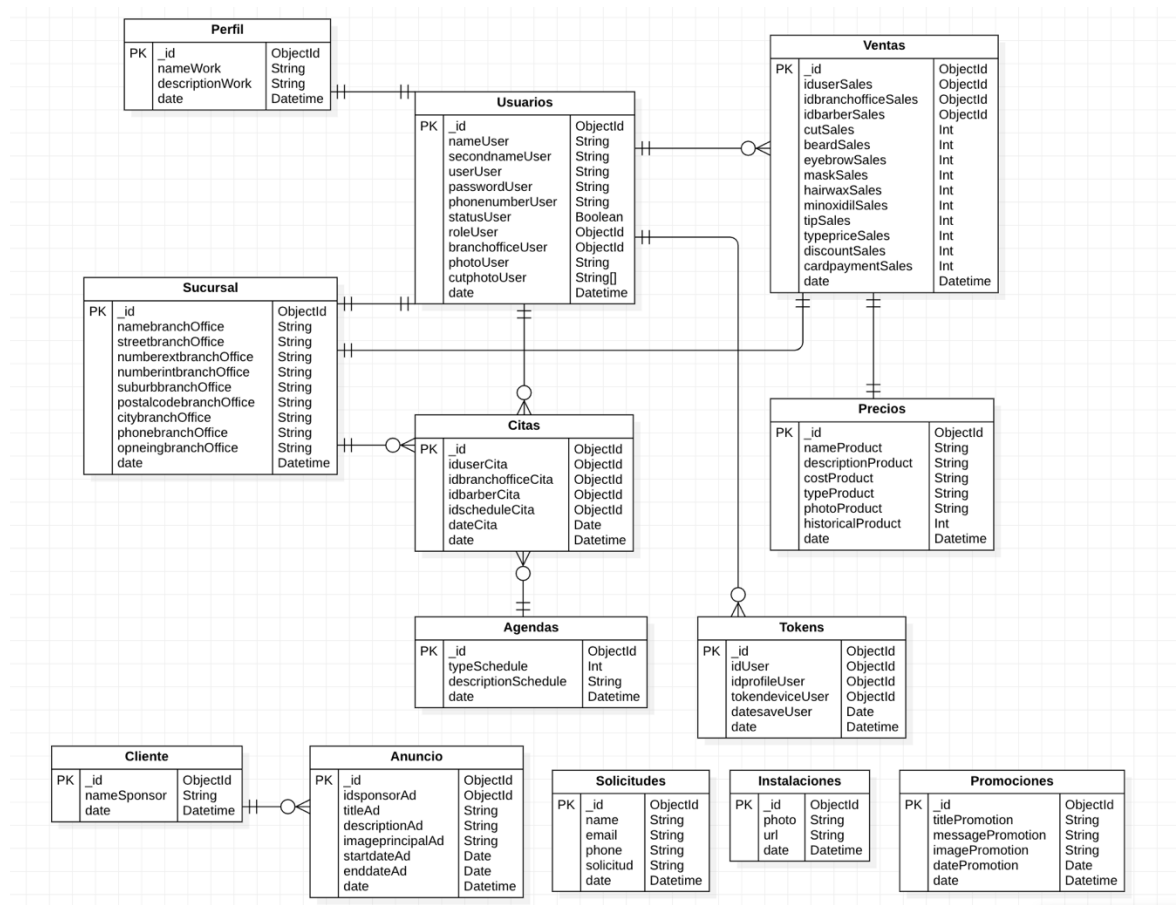 Perfil
PK _id ObjectId
nameWork String
descriptionWork String
date Datetime
Ventas
PK _id ObjectId
iduserSales ObjectId
idbranchofficeSales ObjectId
idbarberSales ObjectId
cutSales Int
beardSales Int
eyebrowSales Int
maskSales Int
hairwaxSales Int
minoxidilSales Int
tipSales Int
typepriceSales Int
discountSales Int
cardpaymentSales Int
date Datetime
Usuarios
PK _id ObjectId
nameUser String
secondnameUser String
userUser String
passwordUser String
phonenumberUser String
statusUser Boolean
roleUser ObjectId
branchofficeUser ObjectId
photoUser String
cutphotoUser String[]
date Datetime
Sucursal
PK _id ObjectId
namebranchOffice String
streetbranchOffice String
numberextbranchOffice String
numberintbranchOffice String
suburbbranchOffice String
postalcodebranchOffice String
citybranchOffice String
phonebranchOffice String
opneingbranchOffice String
date Datetime
Citas
PK _id ObjectId
iduserCita ObjectId
idbranchofficeCita ObjectId
idbarberCita ObjectId
idscheduleCita ObjectId
dateCita Date
date Datetime
Precios
PK _id ObjectId
nameProduct String
descriptionProduct String
costProduct String
typeProduct String
photoProduct String
historicalProduct Int
date Datetime
Agendas
PK _id ObjectId
typeSchedule Int
descriptionSchedule String
date Datetime
Tokens
PK _id ObjectId
idUser ObjectId
idprofileUser ObjectId
tokendeviceUser ObjectId
datesaveUser Date
date Datetime
Cliente
PK _id ObjectId
nameSponsor String
date Datetime
Anuncio
PK _id ObjectId
idsponsorAd ObjectId
titleAd String
descriptionAd String
imageprincipalAd String
startdateAd Date
enddateAd Date
date Datetime
Solicitudes
PK _id ObjectId
name String
email String
phone String
solicitud String
date Datetime
Instalaciones
PK _id ObjectId
photo String
url String
date Datetime
Promociones
PK _id ObjectId
titlePromotion String
messagePromotion String
imagePromotion String
datePromotion Date
date Datetime